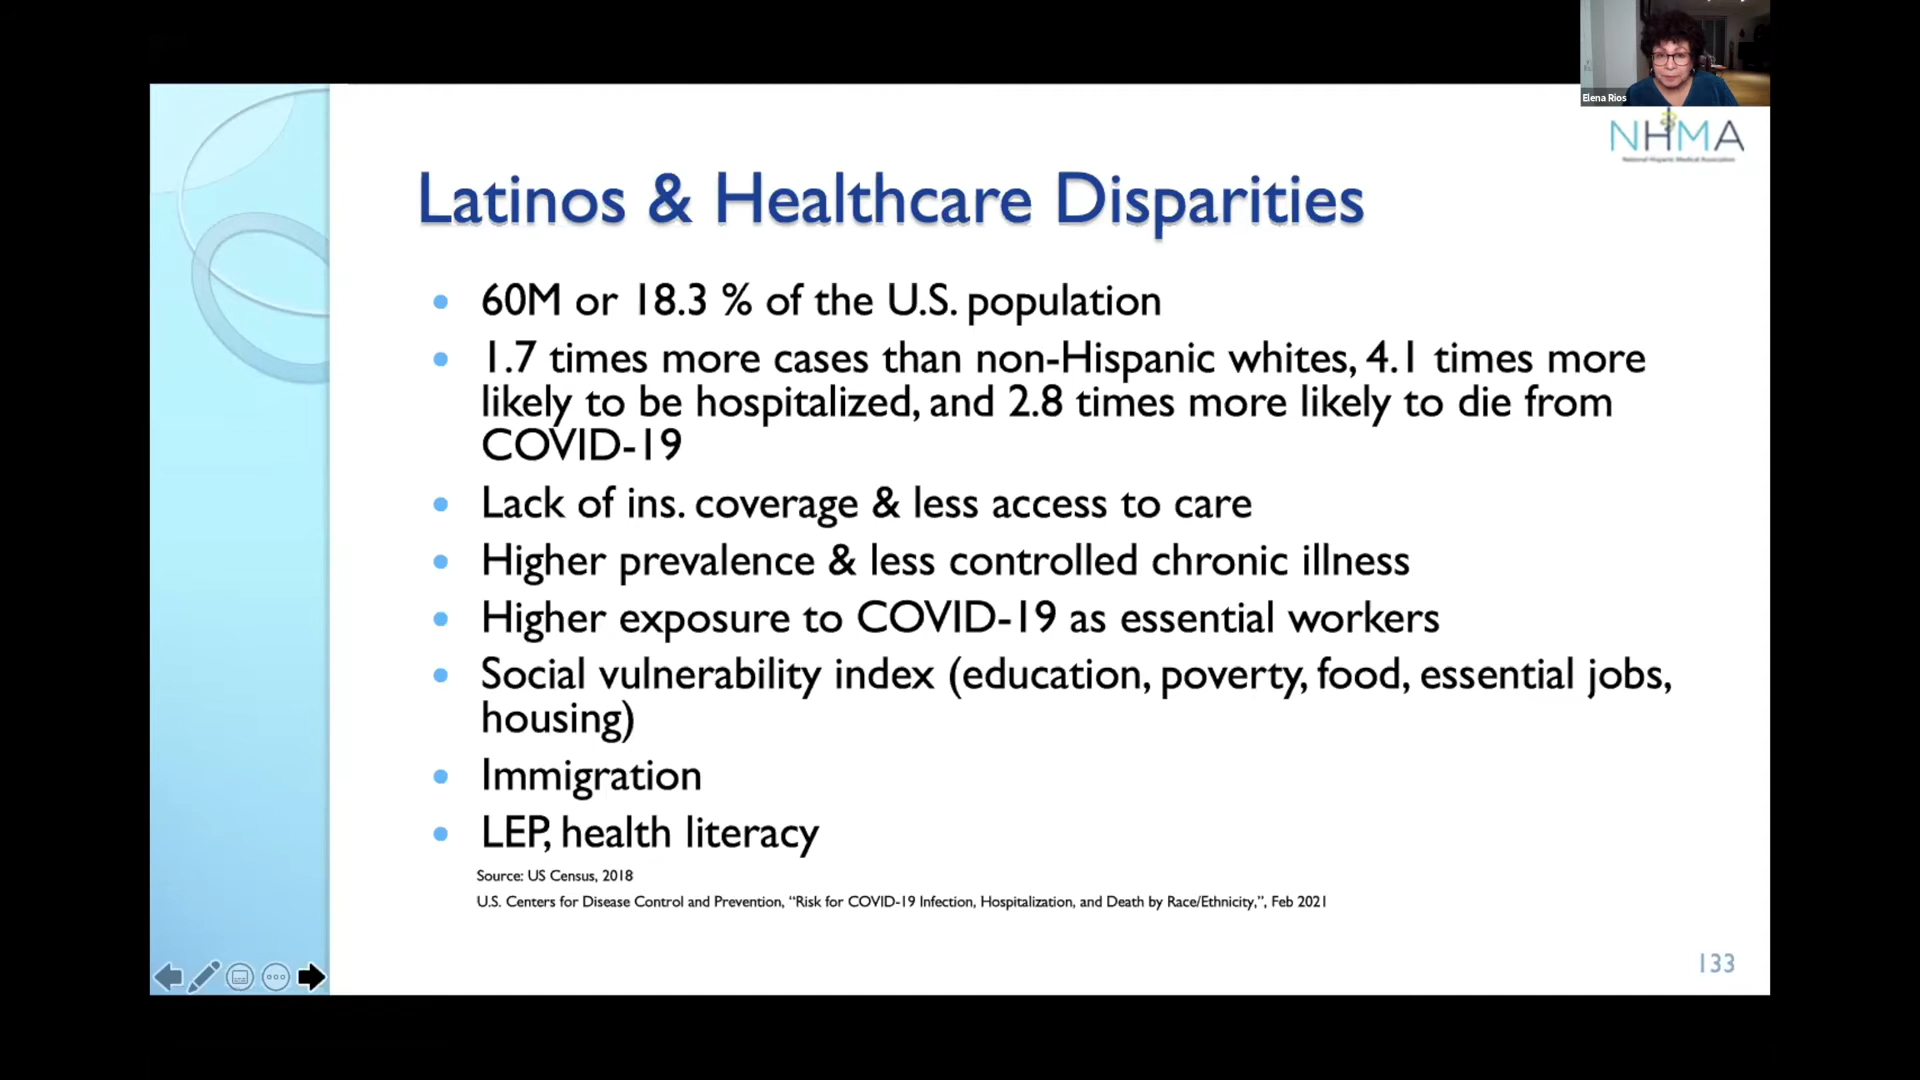 Elena Rios
NHMA
National Hispanic Medical Association
Latinos & Healthcare Disparities
60M or 18.3 % of the U.S. population
1.7 times more cases than non-Hispanic whites, 4.1 times more
likely to be hospitalized, and 2.8 times more likely to die from
COVID-19
Lack of ins. coverage & less access to care
Higher prevalence & less controlled chronic illness
Higher exposure to COVID-19 as essential workers
Social vulnerability index (education, poverty, food, essential jobs,
housing)
Immigration
LEP, health literacy
Source: US Census, 2018
U.S. Centers for Disease Control and Prevention, “Risk for COVID-19 Infection, Hospitalization, and Death by Race/Ethnicity,”, Feb 2021
133